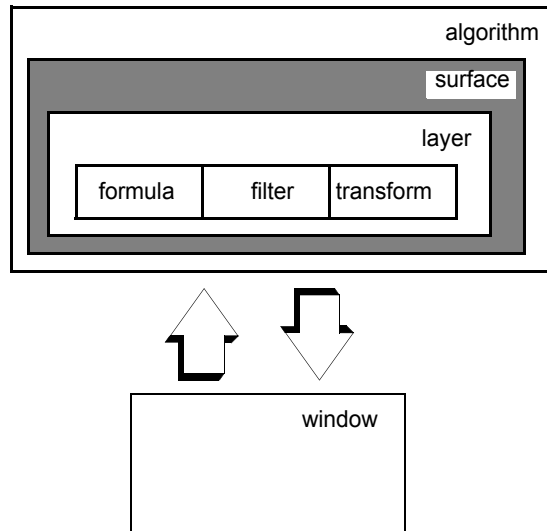 algorithm
surface
layer
formula filter transform
window